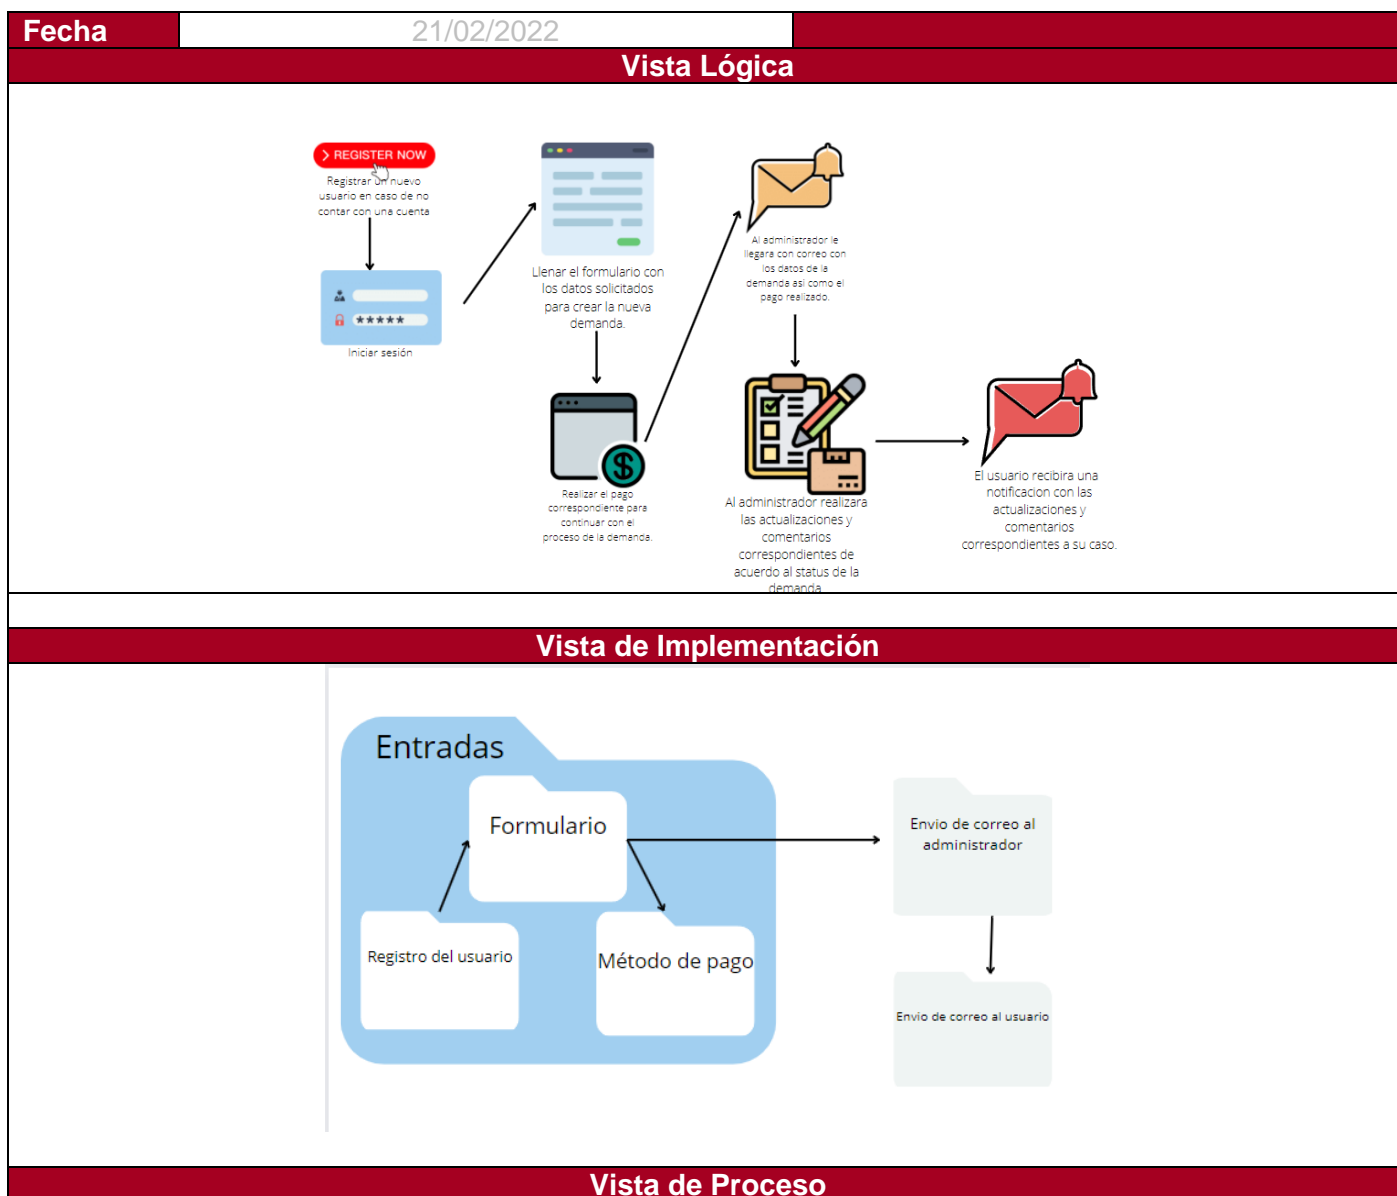 Fecha
21/02/2022
Vista Lógica
> REGISTER NOW
Registrar un nuevo
usuario en caso de no
contar con una cuenta
*****
Iniciar sesión
Llenar el formulario con
los datos solicitados
para crear la nueva
demanda.
$
Realizar el pago
correspondiente para
continuar con el
proceso de la demanda.
Al administrador le
llegara con correo con
los datos de la
demanda asi como el
pago realizado.
Al administrador realizara
las actualizaciones y
comentarios
correspondientes de
acuerdo al status de la
demanda
El usuario recibira una
notificacion con las
actualizaciones y
comentarios
correspondientes a su caso.
Vista de Implementación
Entradas
Formulario
Registro del usuario
Método de pago
Envio de correo al
administrador
Envio de correo al usuario
Vista de Proceso